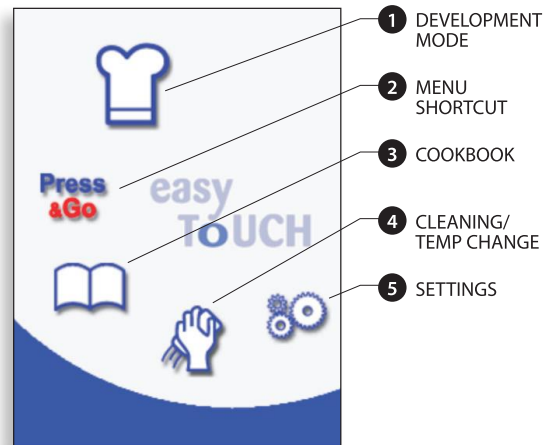 1 DEVELOPMENT
MODE
2 MENU
SHORTCUT
Press
&Go
easy
ToUCH
3 COOKBOOK
4 CLEANING/
TEMP CHANGE
5 SETTINGS